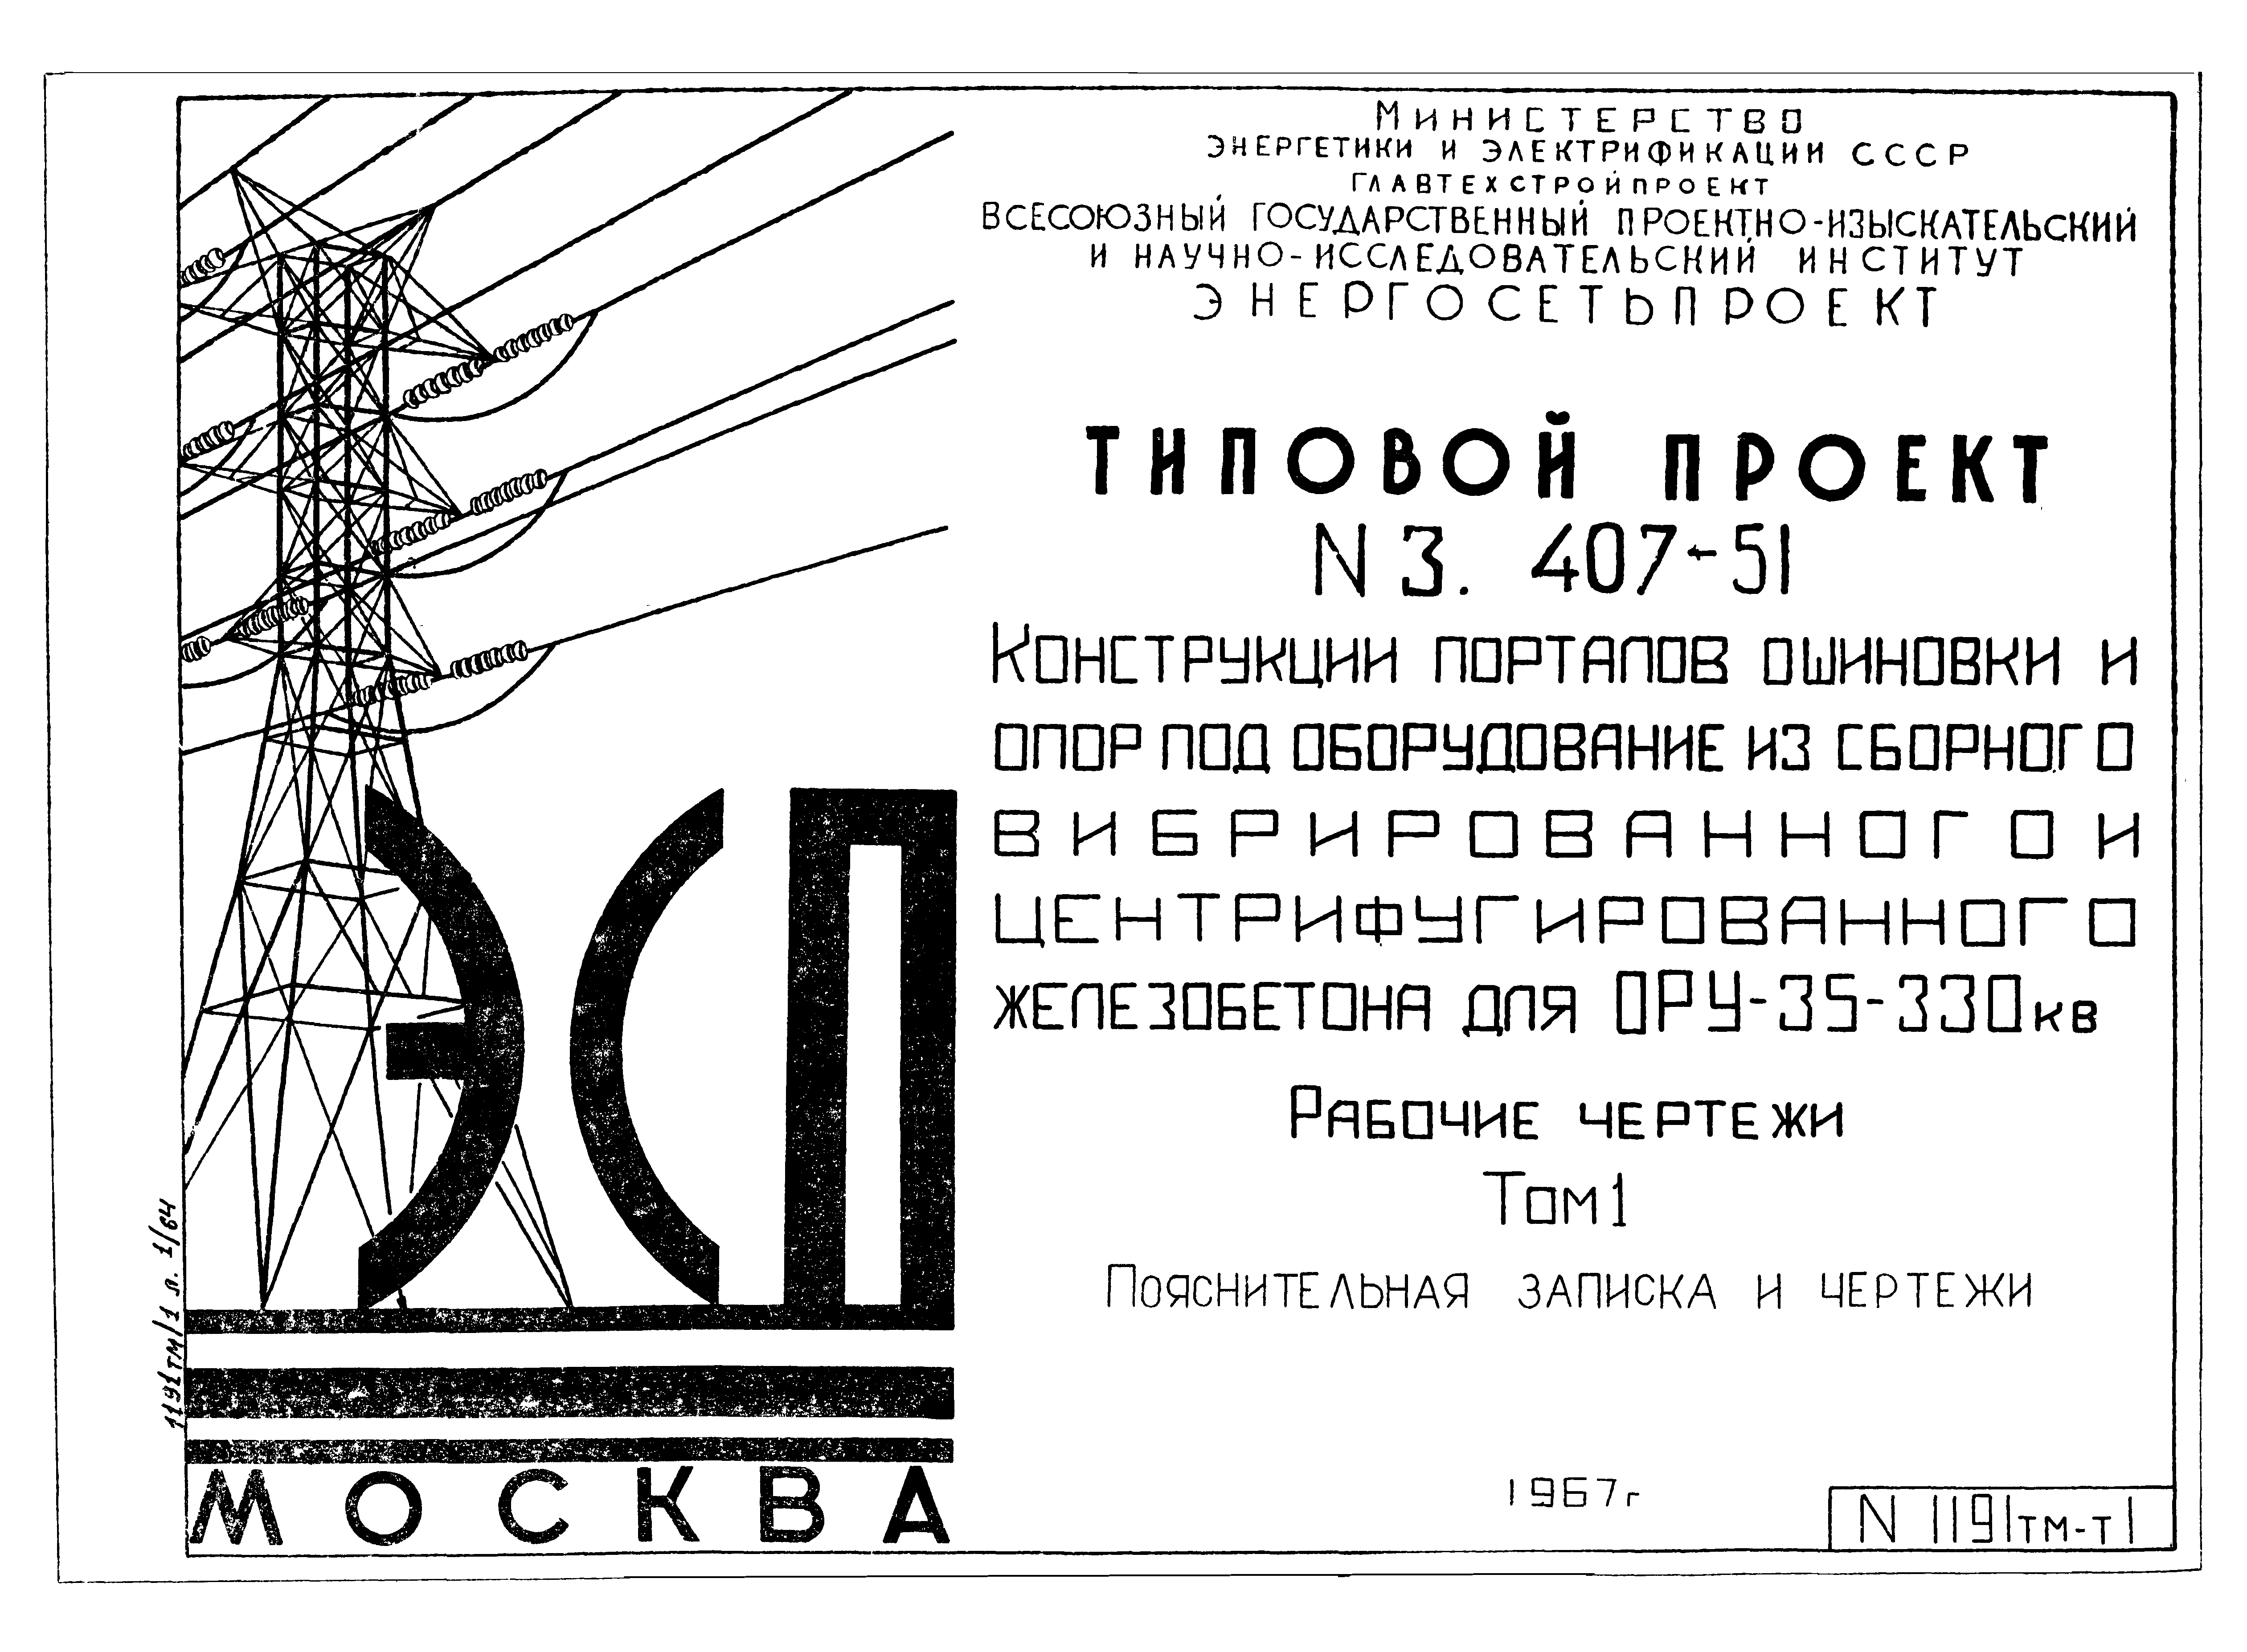 Министерство
энергетики и электрификации СССР
Главтехстройпроект
Всесоюзный государственный проектно-изыскательский
и научно-исследовательский институт
Энергосетьпроект
Типовой проект
N 3. 407-51
Конструкции порталов ошиновки и
опор под оборудование из сборного
вибрированного и
центрифугированного
железобетона для ОРУ-35-330кв
Рабочие чертежи
Том 1
Пояснительная записка и чертежи
1967г
N 1191тм-т1
ЭСП
МОСКВА
1191тм/1 л. 1/64